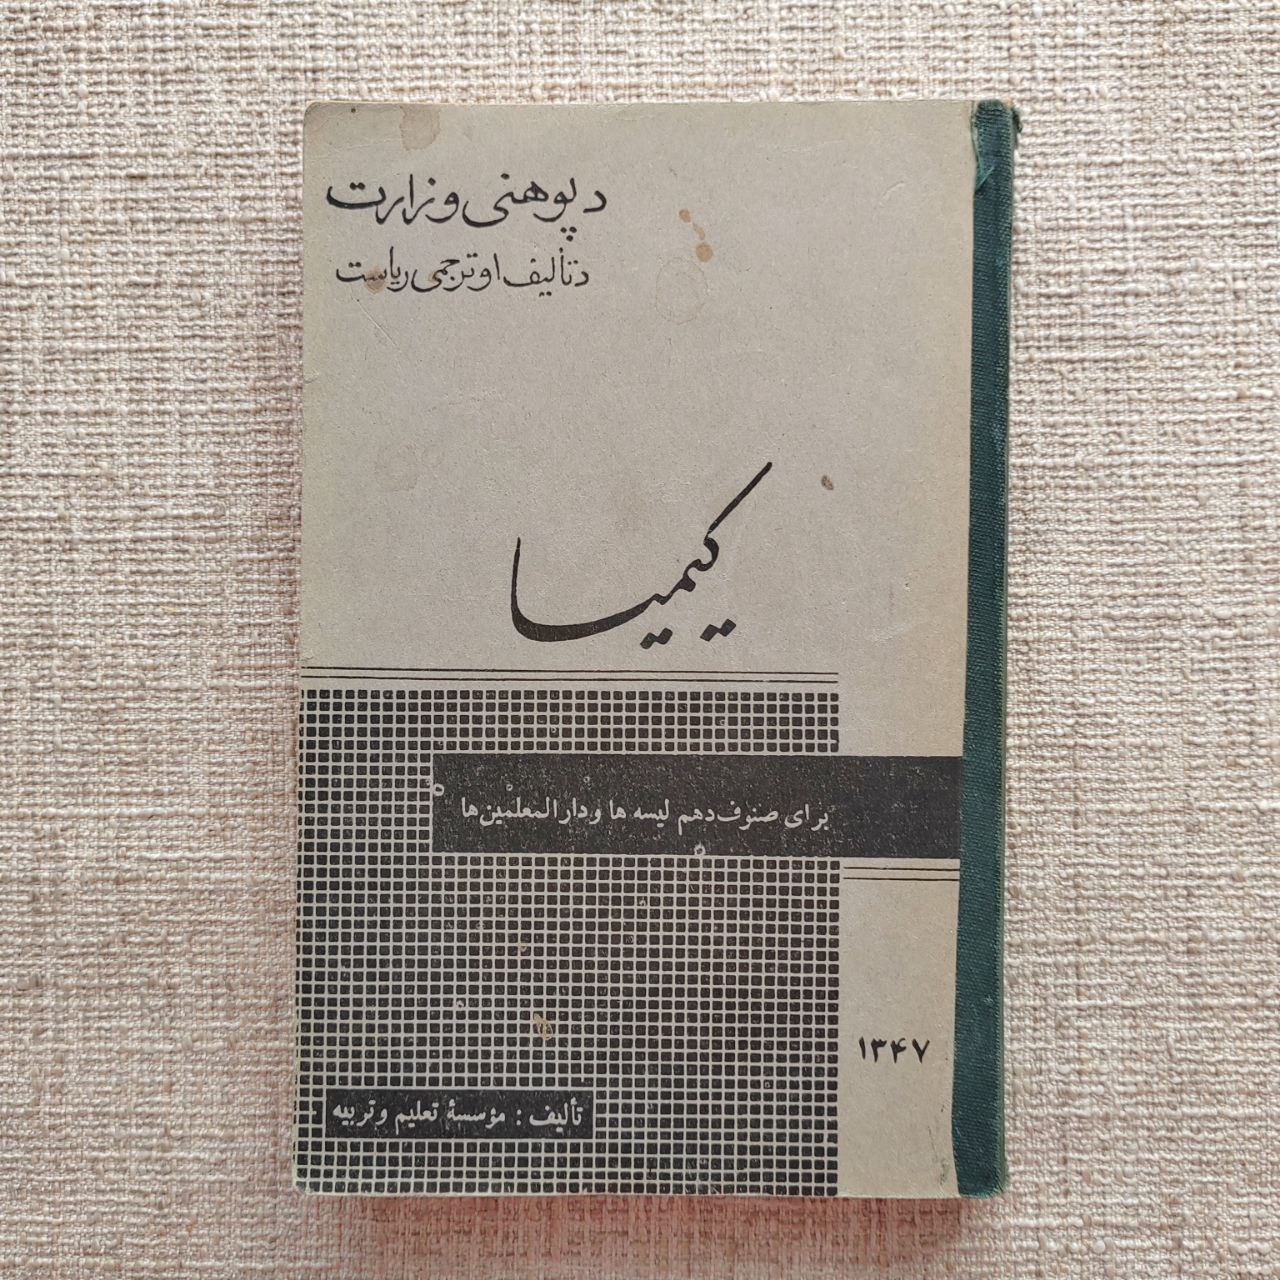 د پوهنی وزارت
د تألیف او ترجمی ریاست
کیمیا
برای صنوف دهم لیسه ها و دار المعلمین ها
۱۳۴۷
تألیف : مؤسسهٔ تعلیم و تربیه